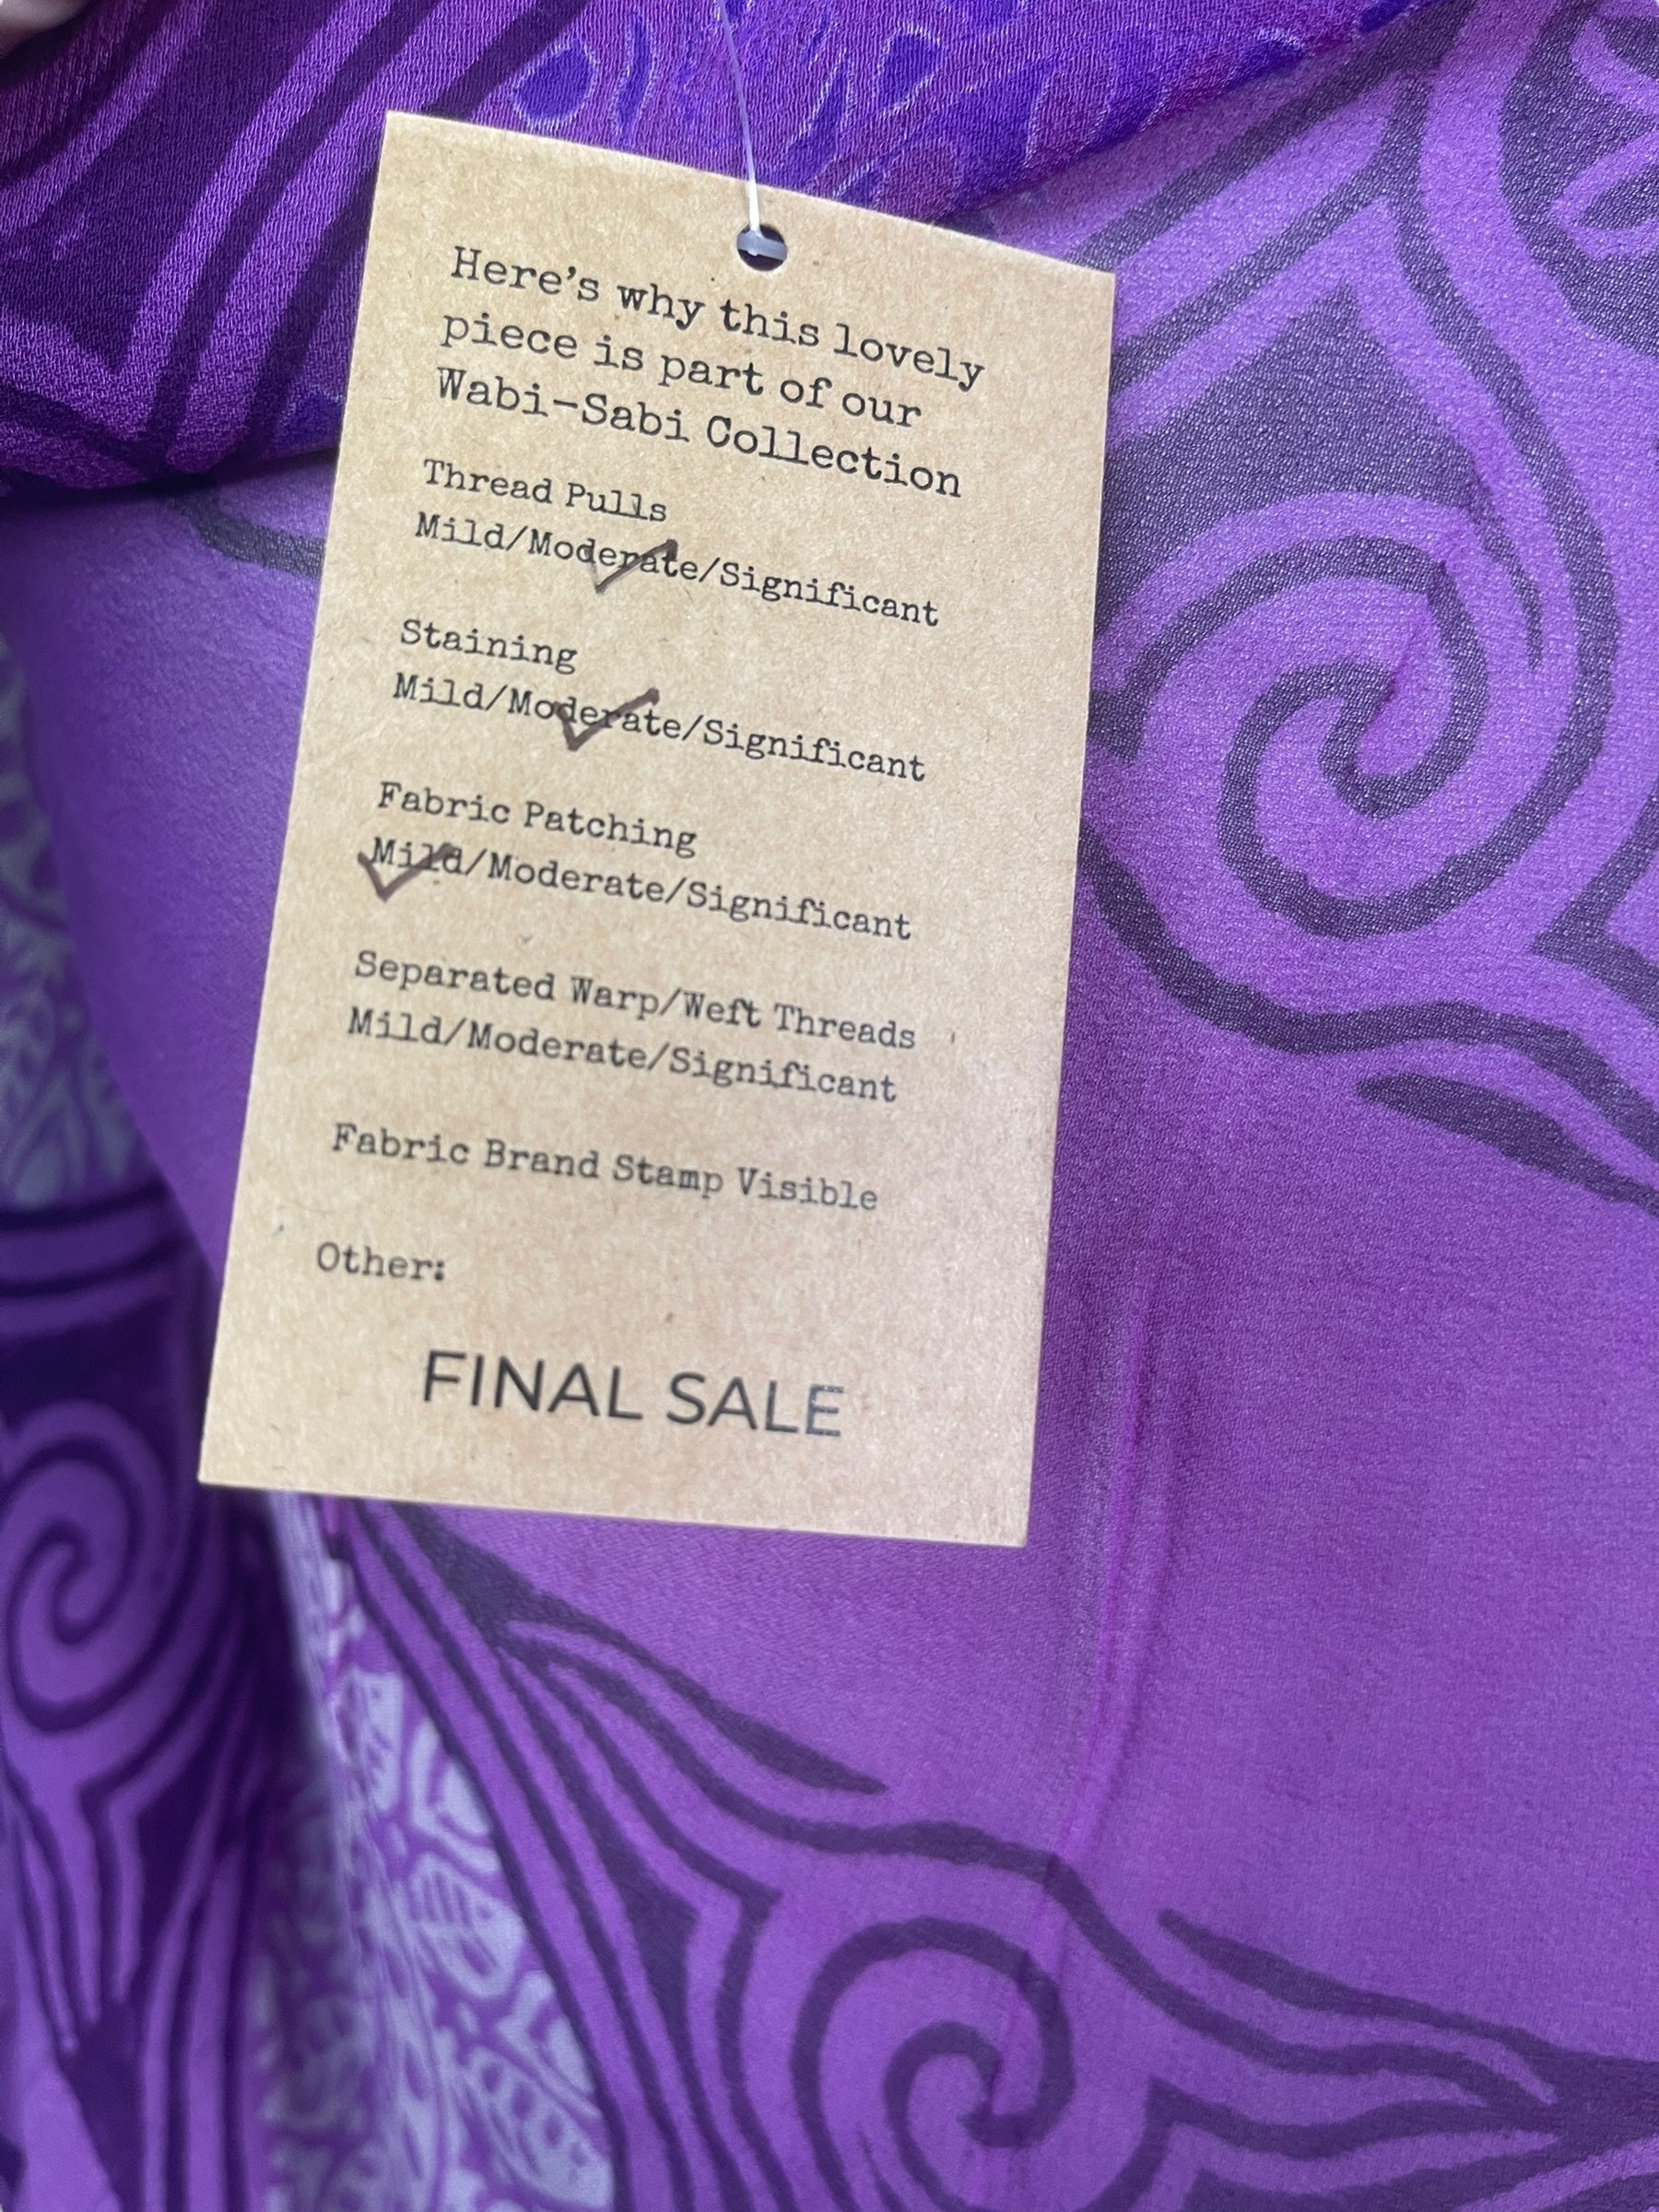 Here’s why this lovely
piece is part of our
Wabi-Sabi Collection
Thread Pulls
Mild/Moderate/Significant
Staining
Mild/Moderate/Significant
Fabric Patching
Mild/Moderate/Significant
Separated Warp/Weft Threads
Mild/Moderate/Significant
Fabric Brand Stamp Visible
Other:
FINAL SALE